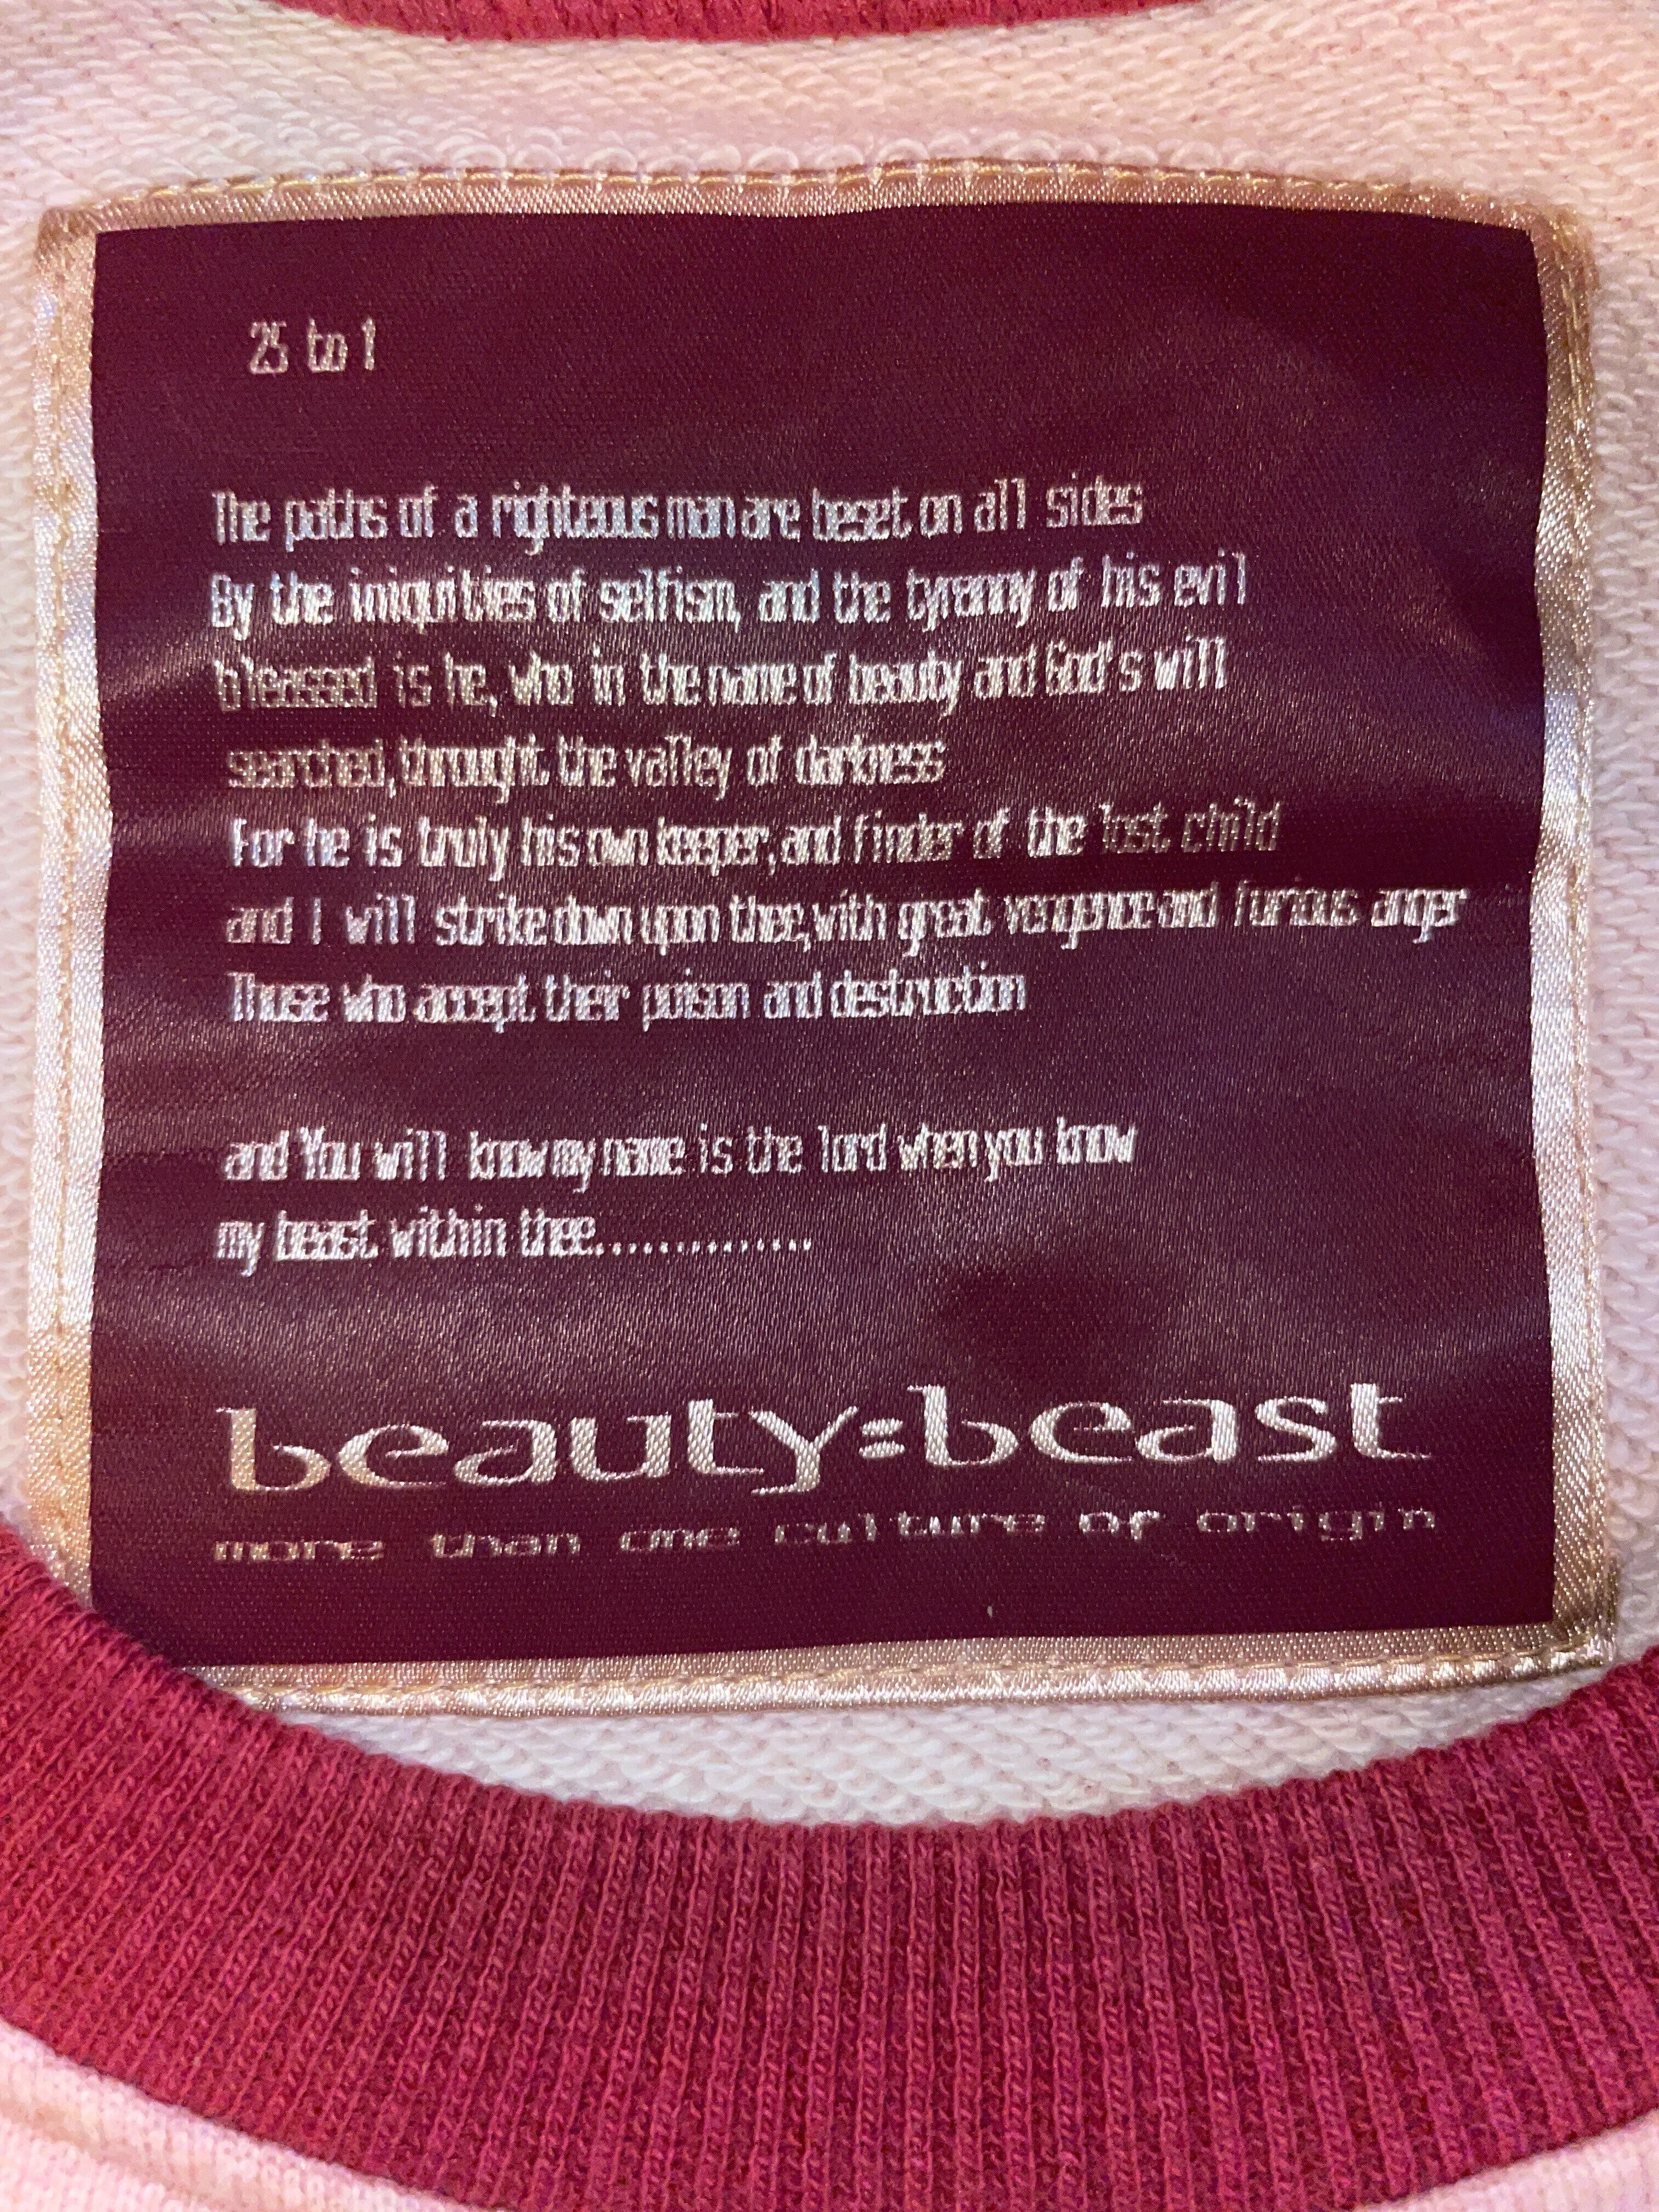 25 to 1
The paths of a righteous man are beset on all sides
By the iniquities of selfism, and the tyranny of his evil
bleassed is he, who in the name of beauty and God's will
searched, throught the valley of darkness
For he is truly his own keeper, and finder of the lost child
and I will strike down upon thee, with great vengence and furious anger
Those who accept their poison and destruction
and You will know my name is the lord when you know
my beast within thee..............
beauty:beast
more than one culture of origin